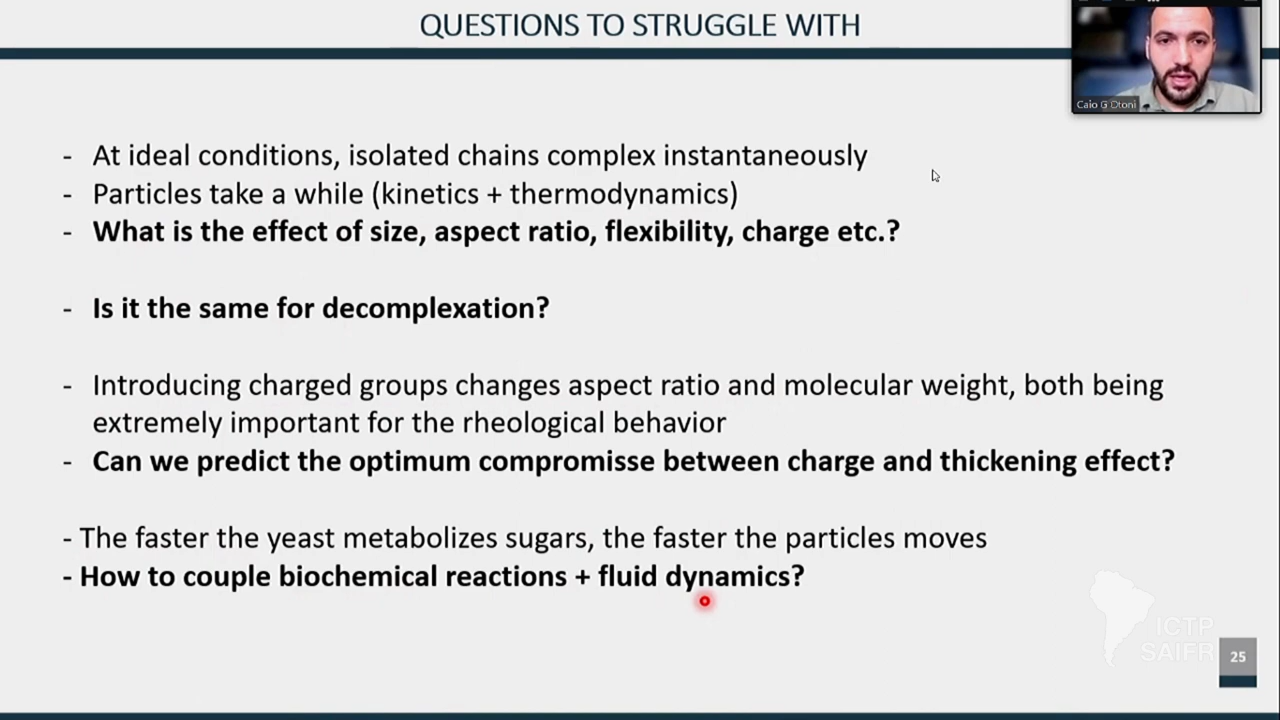 QUESTIONS TO STRUGGLE WITH
Caio G Otoni
- At ideal conditions, isolated chains complex instantaneously
- Particles take a while (kinetics + thermodynamics)
- What is the effect of size, aspect ratio, flexibility, charge etc.?
- Is it the same for decomplexation?
- Introducing charged groups changes aspect ratio and molecular weight, both being
extremely important for the rheological behavior
- Can we predict the optimum compromisse between charge and thickening effect?
- The faster the yeast metabolizes sugars, the faster the particles moves
- How to couple biochemical reactions + fluid dynamics?
ICTP
SAIFR
25